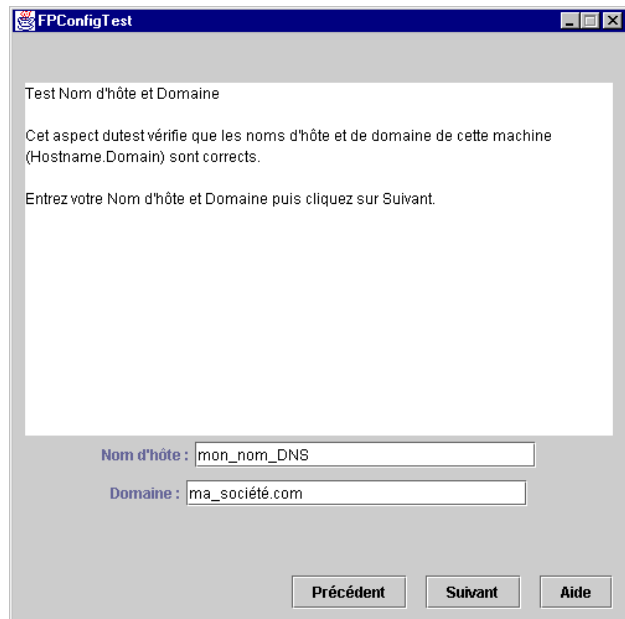 FPConfigTest
Test Nom d'hôte et Domaine
Cet aspect dutest vérifie que les noms d'hôte et de domaine de cette machine
(Hostname.Domain) sont corrects.
Entrez votre Nom d'hôte et Domaine puis cliquez sur Suivant.
Nom d'hôte : mon_nom_DNS
Domaine : ma_société.com
Précédent Suivant Aide